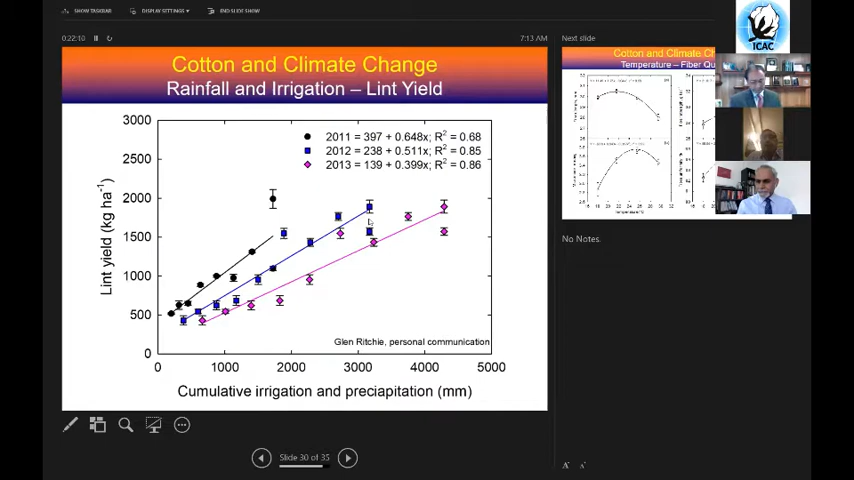 SHOW TASKBAR
DISPLAY SETTINGS
END SLIDE SHOW
0:22:10
7:13 AM
Next slide
ICAC
Cotton and Climate Change
Rainfall and Irrigation – Lint Yield
Cotton and Climate Ch
Temperature – Fiber Qu
2011 = 397 + 0.648x; R2 = 0.68
2012 = 238 + 0.511x; R2 = 0.85
2013 = 139 + 0.399x; R2 = 0.86
Lint yield (kg ha-1)
3000
2500
2000
1500
1000
500
0
Glen Ritchie, personal communication
0 1000 2000 3000 4000 5000
Cumulative irrigation and preciapitation (mm)
No Notes.
Slide 30 of 35
A A